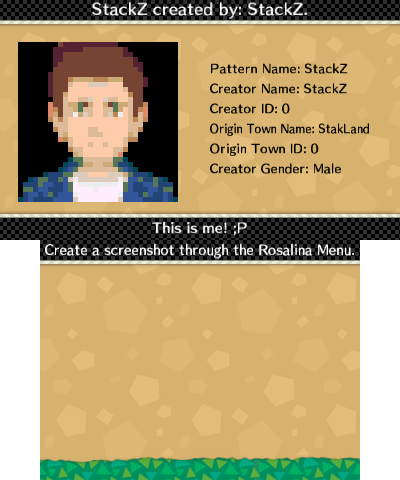 StackZ created by: StackZ.
Pattern Name: StackZ
Creator Name: StackZ
Creator ID: 0
Origin Town Name: StakLand
Origin Town ID: 0
Creator Gender: Male
This is me! ;P
Create a screenshot through the Rosalina Menu.